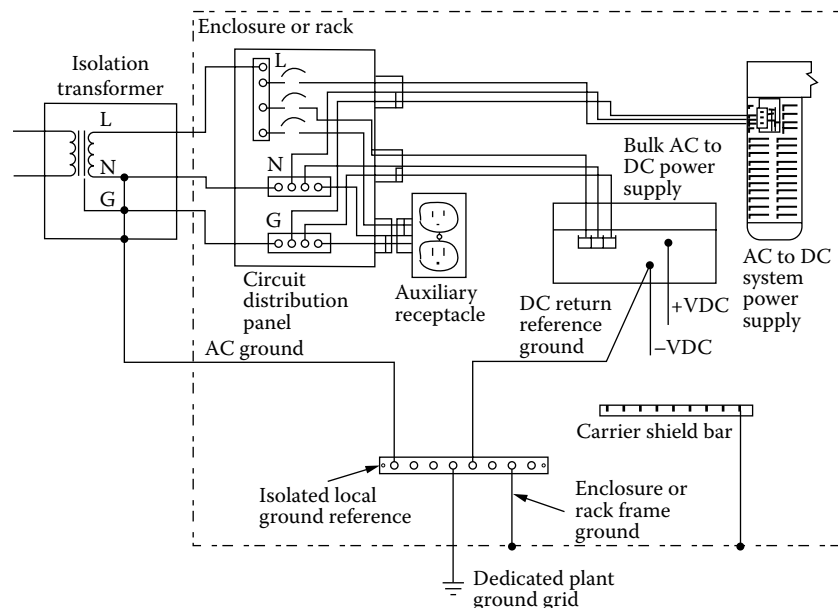 Enclosure or rack
Isolation
transformer
L
L
N
G
N
G
Circuit
distribution
panel
Auxiliary
receptacle
Bulk AC to
DC power
supply
AC to DC
system
power
supply
DC return
reference
ground
+VDC
–VDC
AC ground
Carrier shield bar
Isolated local
ground reference
Enclosure or
rack frame
ground
Dedicated plant
ground grid